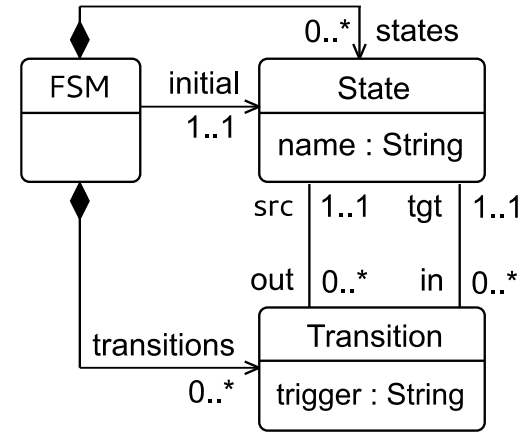 0..* states
FSM
initial
1..1
State
name : String
src 1..1 tgt 1..1
out 0..* in 0..*
transitions
0..*
Transition
trigger : String